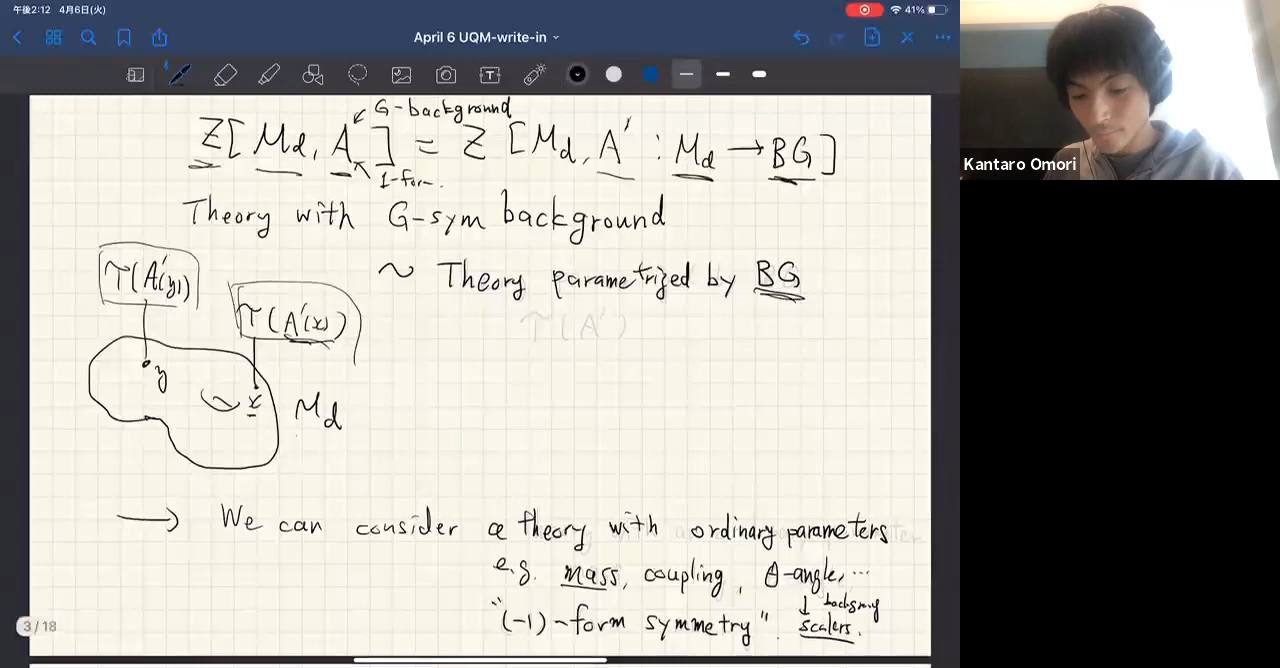 午後2:12 4月6日(火)
41%
April 6 UQM-write-in
G-background
Z[Md, A] = Z[Md, A' : Md → BG]
1-form.
Theory with G-sym background
~ Theory parametrized by BG
T(A'(y))
T(A'(x))
T(A')
y
x
Md
→ We can consider a theory with ordinary parameters
e.g. mass, coupling, θ-angle, ...
↓ backgroung
"(-1)-form symmetry". scalers.
3 / 18
Kantaro Omori